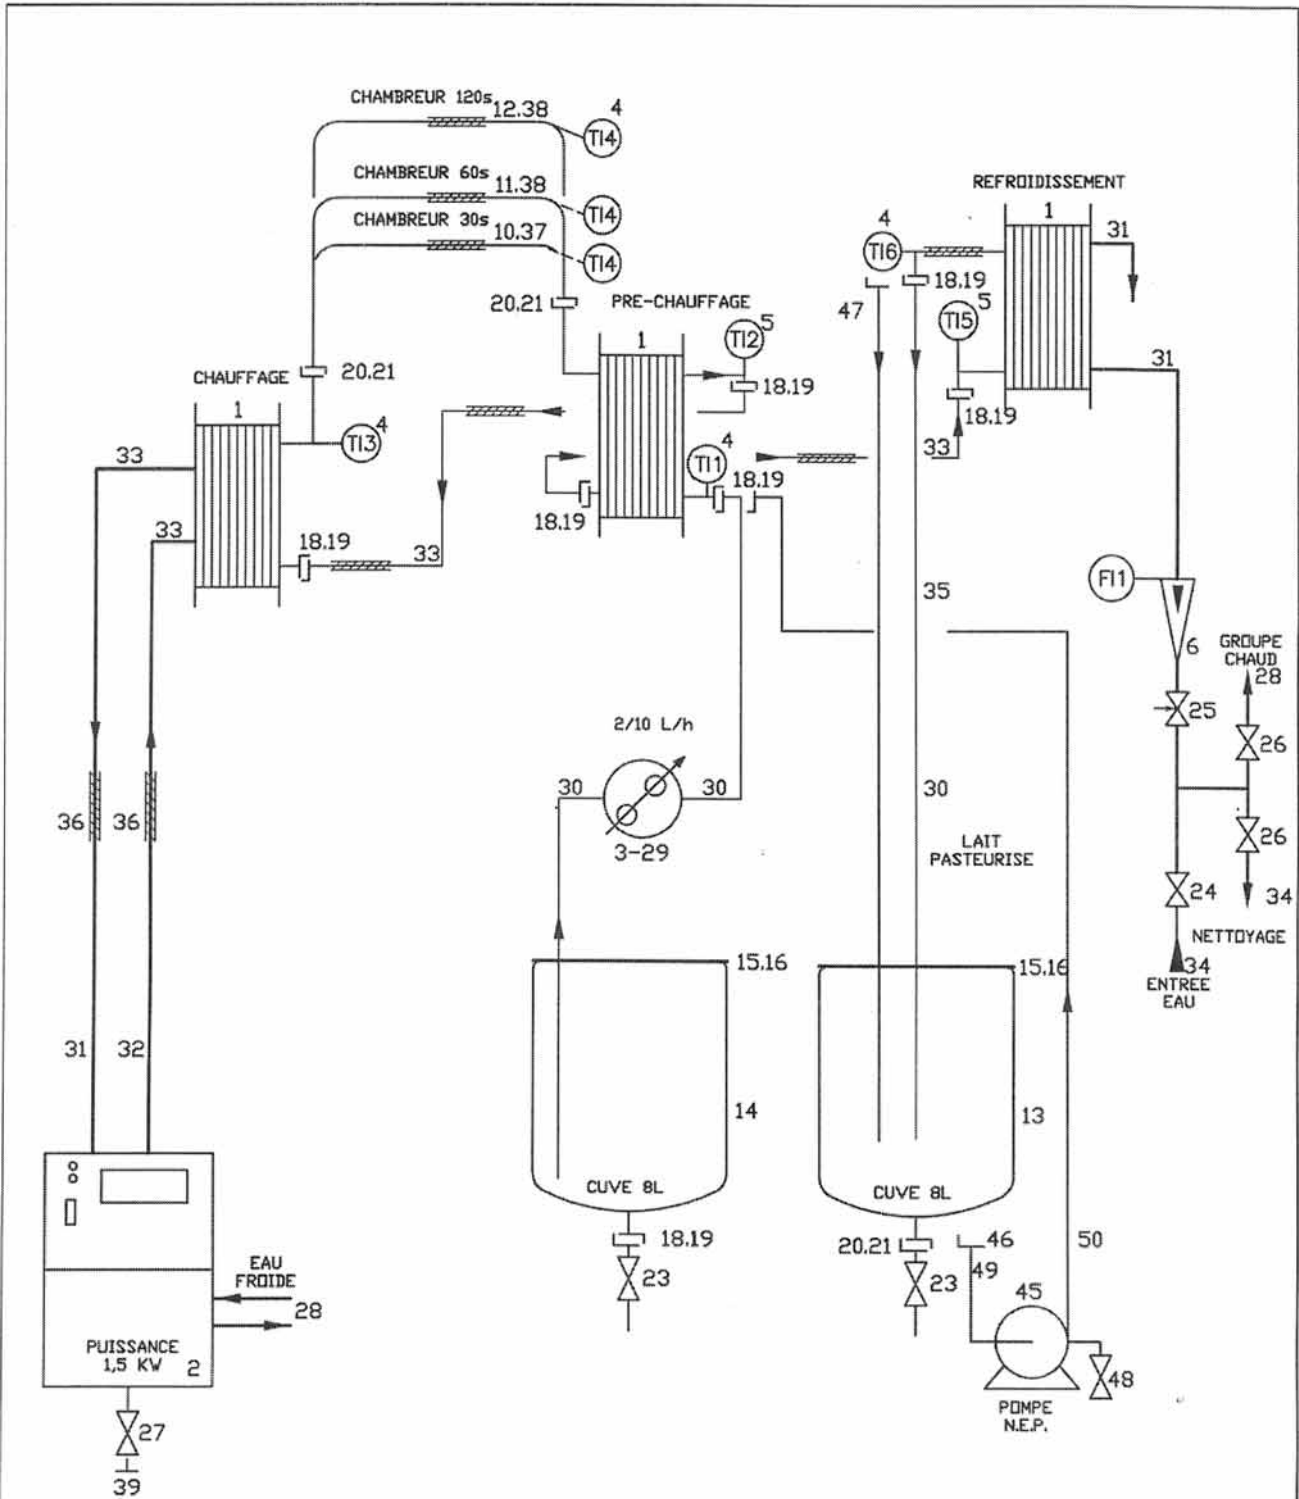 CHAMBREUR 120s
12.38
4
TI4
CHAMBREUR 60s
11.38
TI4
CHAMBREUR 30s
10.37
TI4
20.21
REFROIDISSEMENT
1
31
4
TI6
18.19
47
5
TI5
31
18.19
33
PRE-CHAUFFAGE
1
5
TI2
18.19
4
TI1
18.19
18.19
CHAUFFAGE
20.21
1
4
TI3
33
33
18.19
33
35
FI1
6
GROUPE
CHAUD
28
25
26
2/10 L/h
30
30
3-29
30
36
36
LAIT
PASTEURISE
26
24
34
NETTOYAGE
34
ENTREE
EAU
15.16
15.16
31
32
14
13
CUVE 8L
CUVE 8L
18.19
23
20.21
23
46
49
50
45
48
POMPE
N.E.P.
EAU
FROIDE
28
PUISSANCE
1,5 KW
2
27
39